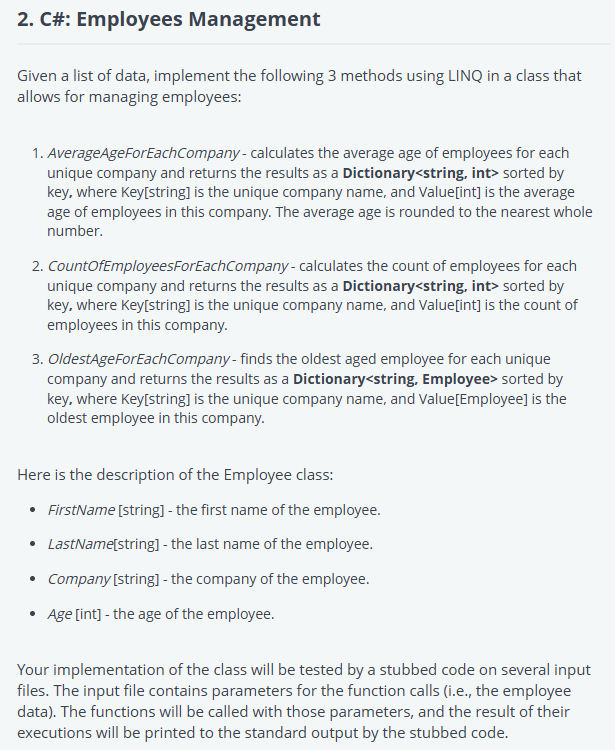 2. C#: Employees Management
Given a list of data, implement the following 3 methods using LINQ in a class that
allows for managing employees:
1. AverageAgeForEachCompany - calculates the average age of employees for each
unique company and returns the results as a Dictionary<string, int> sorted by
key, where Key[string] is the unique company name, and Value[int] is the average
age of employees in this company. The average age is rounded to the nearest whole
number.
2. CountOfEmployeesForEachCompany - calculates the count of employees for each
unique company and returns the results as a Dictionary<string, int> sorted by
key, where Key[string] is the unique company name, and Value[int] is the count of
employees in this company.
3. OldestAgeForEachCompany - finds the oldest aged employee for each unique
company and returns the results as a Dictionary<string, Employee> sorted by
key, where Key[string] is the unique company name, and Value[Employee] is the
oldest employee in this company.
Here is the description of the Employee class:
• FirstName [string] - the first name of the employee.
• LastName[string] - the last name of the employee.
• Company [string] - the company of the employee.
• Age [int] - the age of the employee.
Your implementation of the class will be tested by a stubbed code on several input
files. The input file contains parameters for the function calls (i.e., the employee
data). The functions will be called with those parameters, and the result of their
executions will be printed to the standard output by the stubbed code.